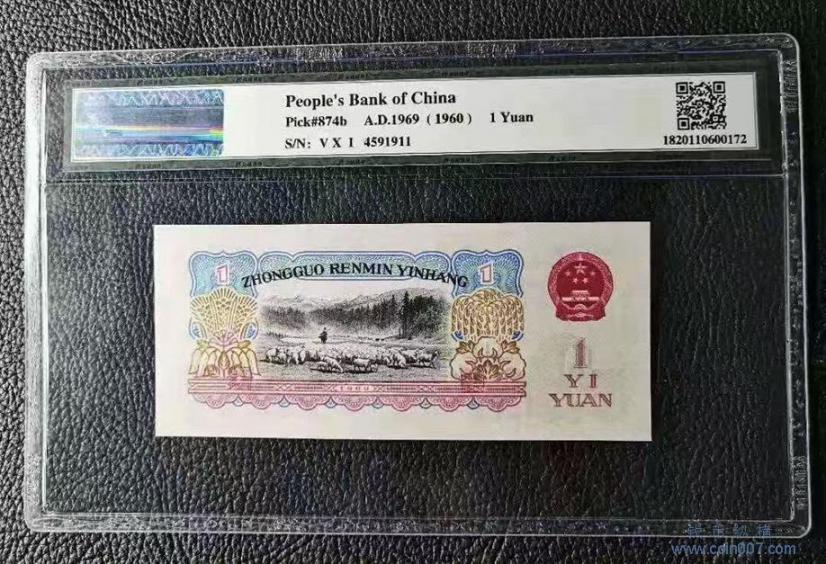 People's Bank of China
Pick#874b A.D.1969 ( 1960 ) 1 Yuan
S/N: V X I 4591911
1820110600172
1 ZHONGGUO RENMIN YINHANG 1
1960
1
YI
YUAN
www.coin007.com